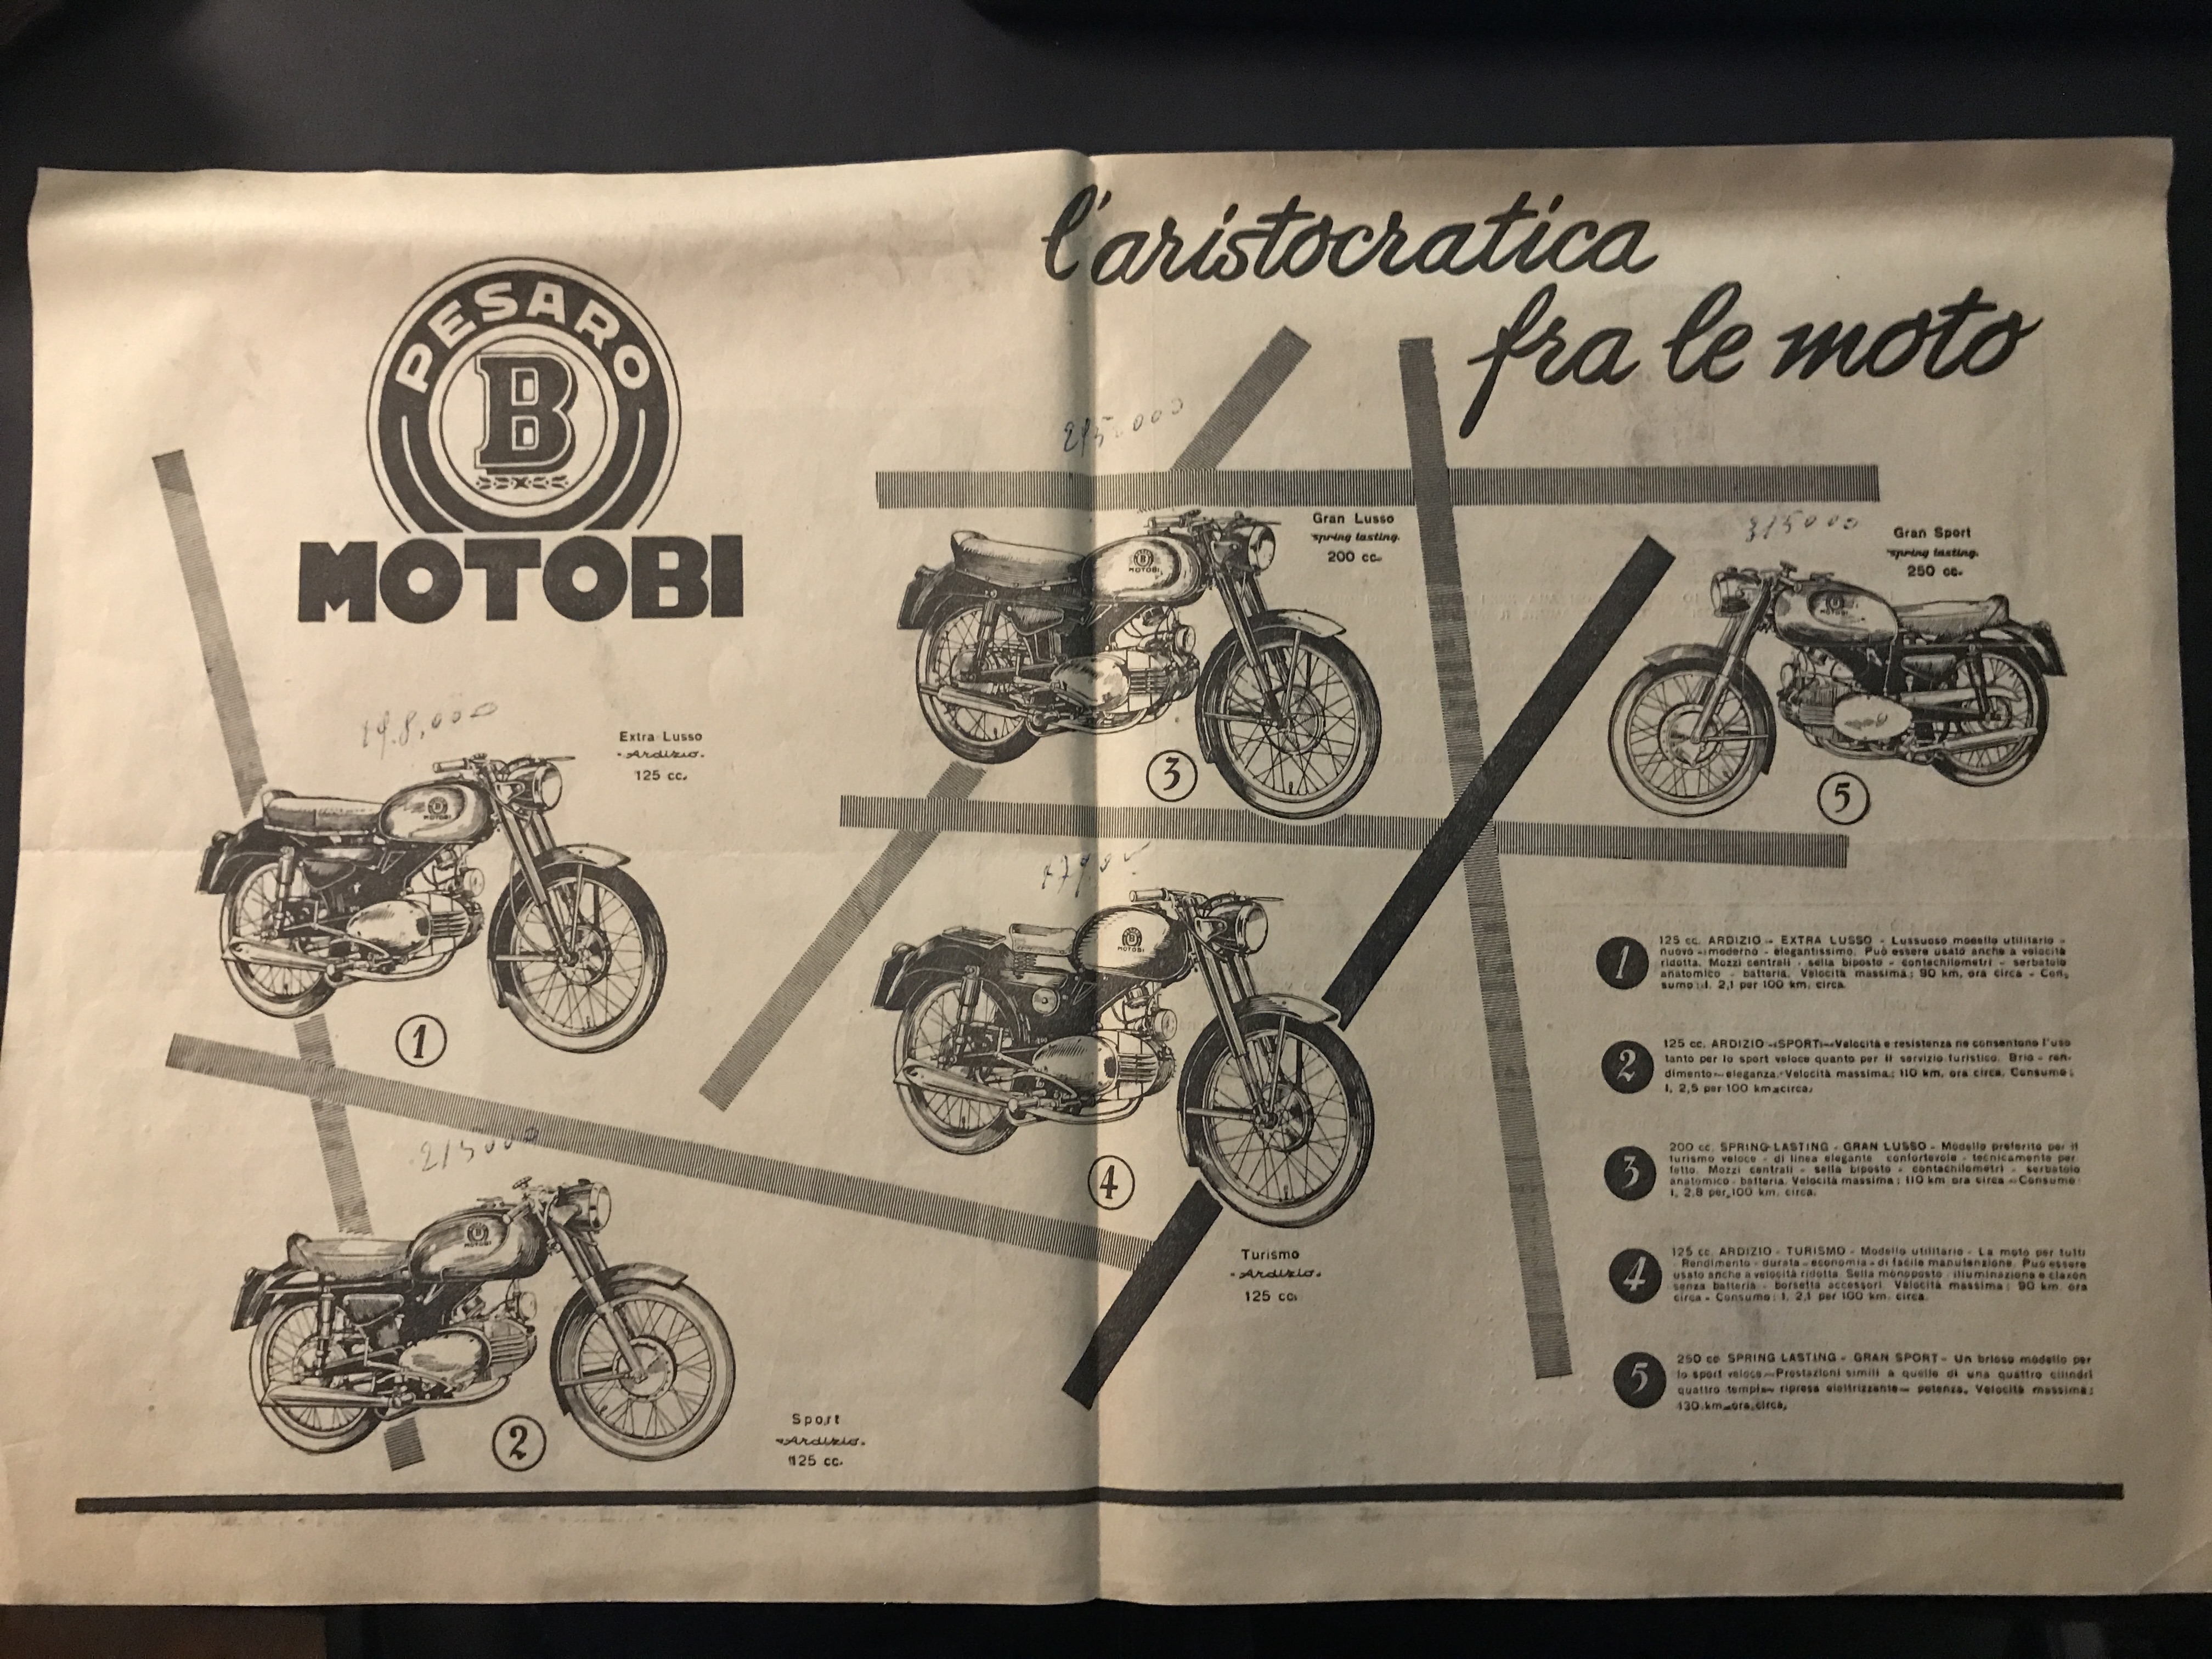 l'aristocratica
fra le moto
PESARO
B
MOTOBI
Extra Lusso
Ardizio.
125 cc.
1
215000
Sport
Ardizio.
125 cc.
2
Gran Lusso
spring lasting.
200 cc.
3
Turismo
Ardizio.
125 cc.
4
315000
Gran Sport
spring lasting.
250 cc.
5
1
125 cc. ARDIZIO - EXTRA LUSSO - Lussuoso modello utilitario -
nuovo - moderno - elegantissimo. Può essere usato anche a velocità
ridotta. Mozzi centrali - sella biposto - contachilometri - serbatoio
anatomico - batteria. Velocità massima: 90 km. ora circa - Con-
sumo: l. 2,1 per 100 km. circa.
2
125 cc. ARDIZIO - SPORT - Velocità e resistenza ne consentono l'uso
tanto per lo sport veloce quanto per il servizio turistico. Brio - ren-
dimento - eleganza. Velocità massima: 110 km. ora circa. Consumo:
l. 2,5 per 100 km. circa.
3
200 cc. SPRING LASTING - GRAN LUSSO - Modello preferito per il
turismo veloce - di linea elegante confortevole - tecnicamente per-
fetto. Mozzi centrali - sella biposto - contachilometri - serbatoio
anatomico - batteria. Velocità massima: 110 km ora circa - Consumo:
l. 2,8 per 100 km. circa.
4
125 cc. ARDIZIO - TURISMO - Modello utilitario - La moto per tutti
- Rendimento - durata - economia - di facile manutenzione. Può essere
usato anche a velocità ridotta. Sella monoposto - illuminazione e claxon
senza batteria - borsetta accessori. Velocità massima: 90 km. ora
circa - Consumo: l. 2,1 per 100 km. circa.
5
250 cc SPRING LASTING - GRAN SPORT - Un brioso modello per
lo sport veloce - Prestazioni simili a quelle di una quattro cilindri
quattro tempi - ripresa elettrizzante - potenza. Velocità massima:
130 km. ora circa.